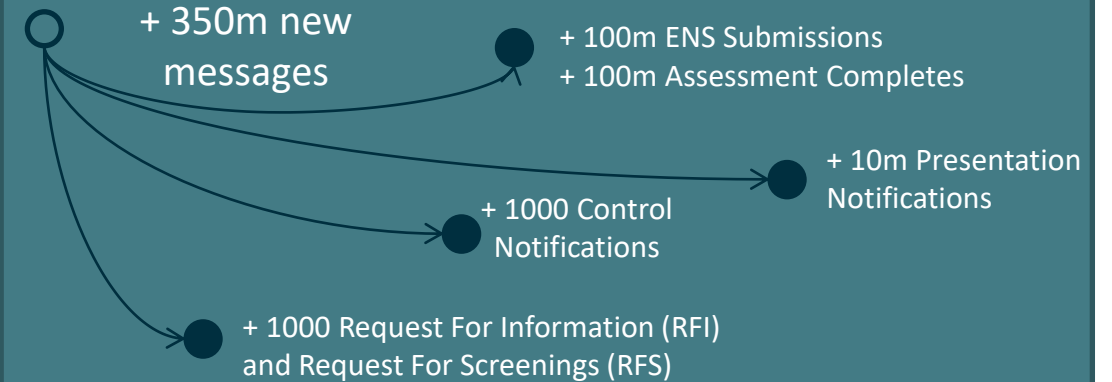 + 350m new
messages
+ 100m ENS Submissions
+ 100m Assessment Completes
+ 10m Presentation
Notifications
+ 1000 Control
Notifications
+ 1000 Request For Information (RFI)
and Request For Screenings (RFS)